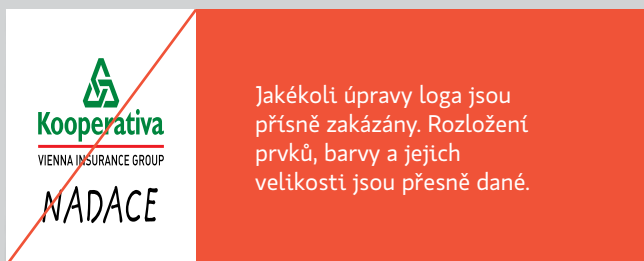 Kooperativa
VIENNA INSURANCE GROUP
NADACE
Jakékoli úpravy loga jsou
přísně zakázány. Rozložení
prvků, barvy a jejich
velikosti jsou přesně dané.